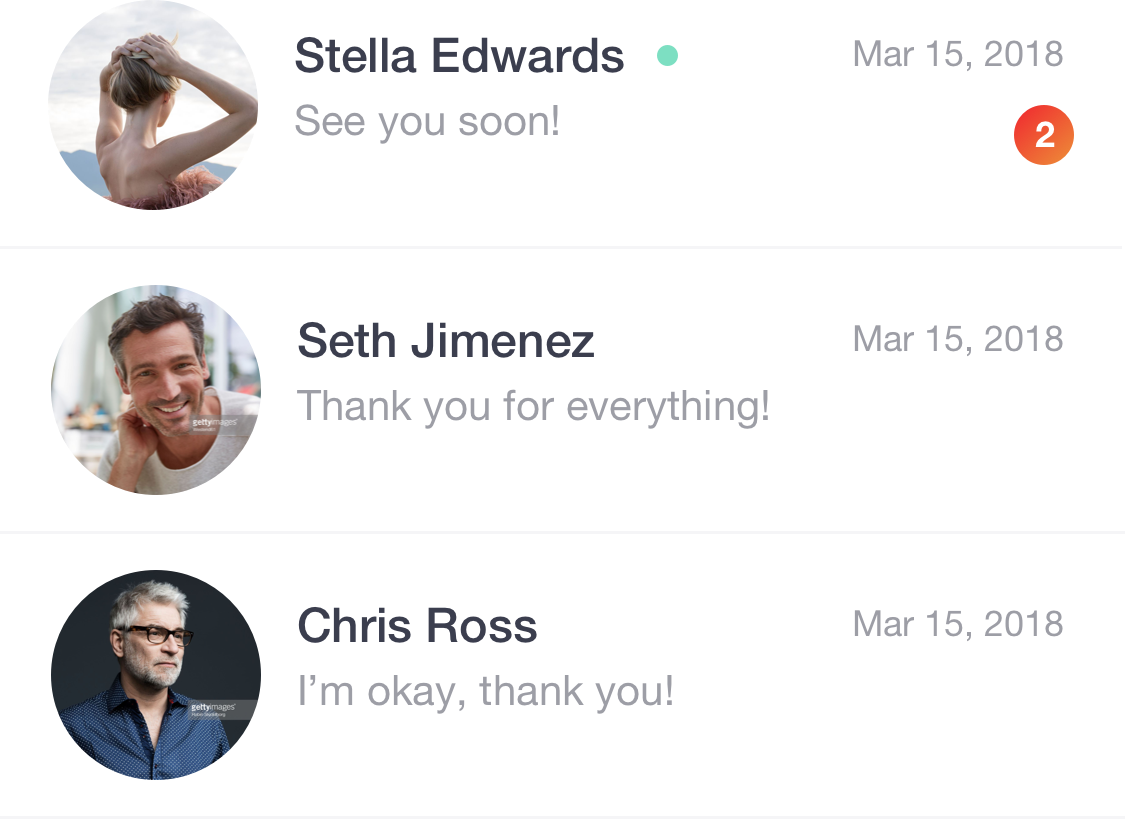 Stella Edwards
Mar 15, 2018
See you soon!
2
Seth Jimenez
Mar 15, 2018
Thank you for everything!
gettyimages
Chris Ross
Mar 15, 2018
I’m okay, thank you!
gettyimages